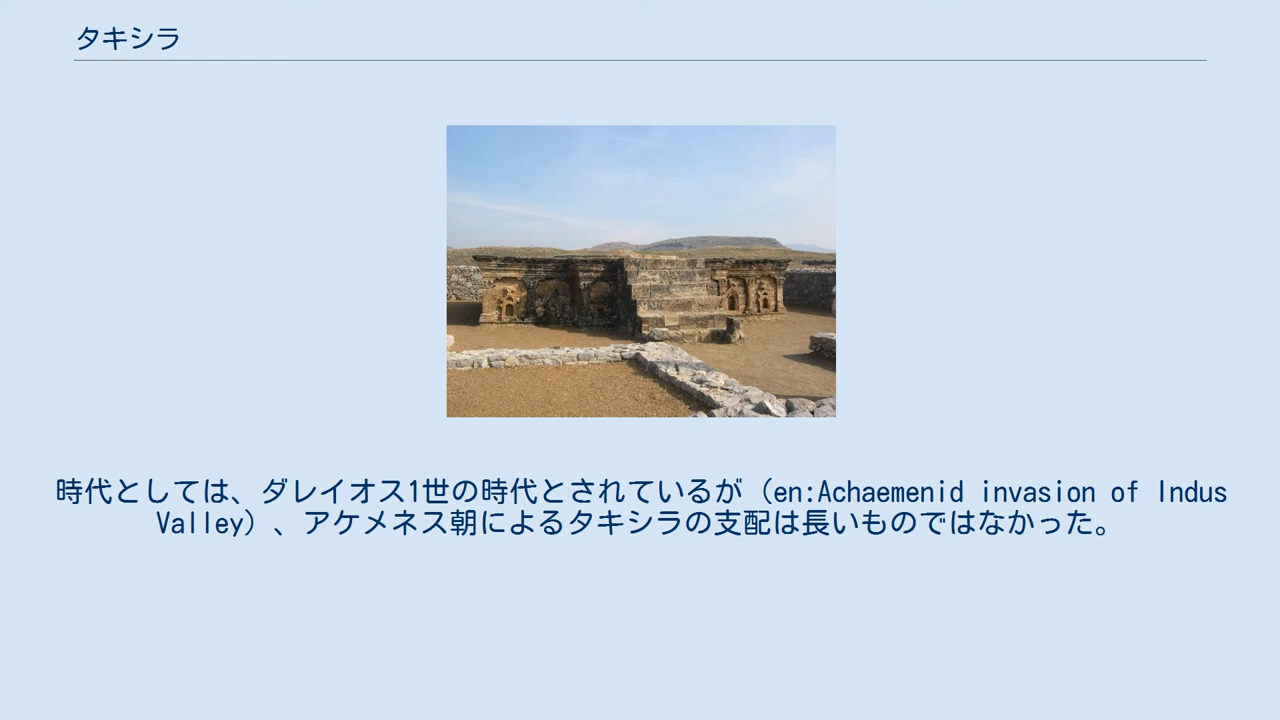 タキシラ
時代としては、ダレイオス1世の時代とされているが（en:Achaemenid invasion of Indus
Valley）、アケメネス朝によるタキシラの支配は長いものではなかった。